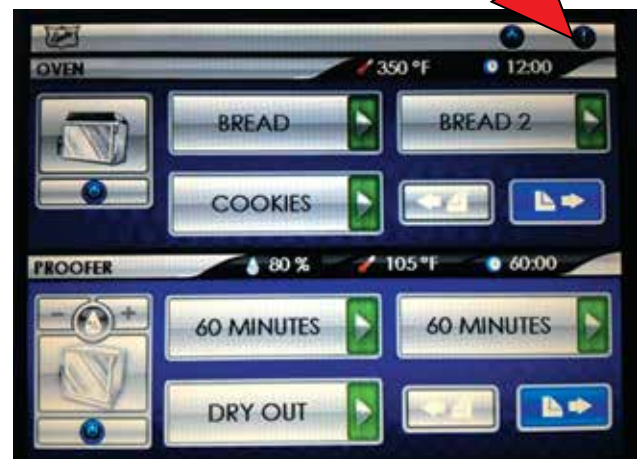 OVEN 350 °F 12:00
BREAD BREAD 2
COOKIES
PROOFER 80 % 105 °F 60:00
60 MINUTES 60 MINUTES
DRY OUT